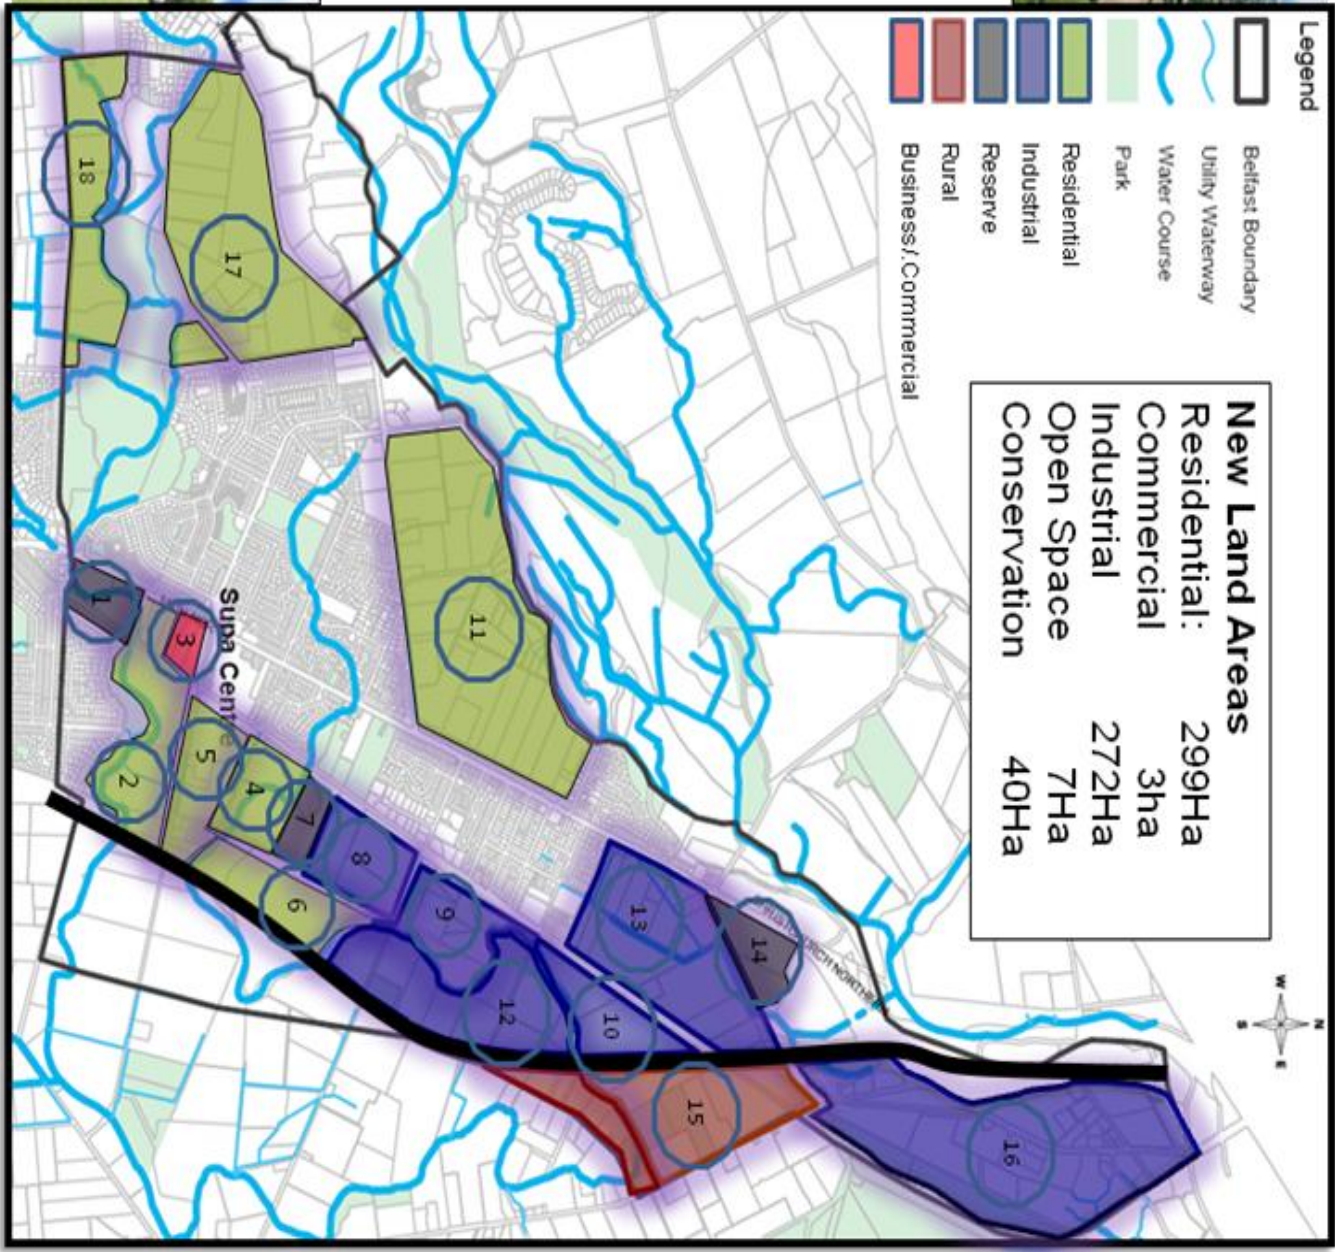 Legend
Belfast Boundary
Utility Waterway
Water Course
Park
Residential
Industrial
Reserve
Rural
Business/ Commercial
New Land Areas
Residential: 299Ha
Commercial 3ha
Industrial 272Ha
Open Space 7Ha
Conservation 40Ha
N
W
E
S
16
14
15
13
10
12
11
9
8
7
6
4
5
Supa Cent
3
2
1
17
18